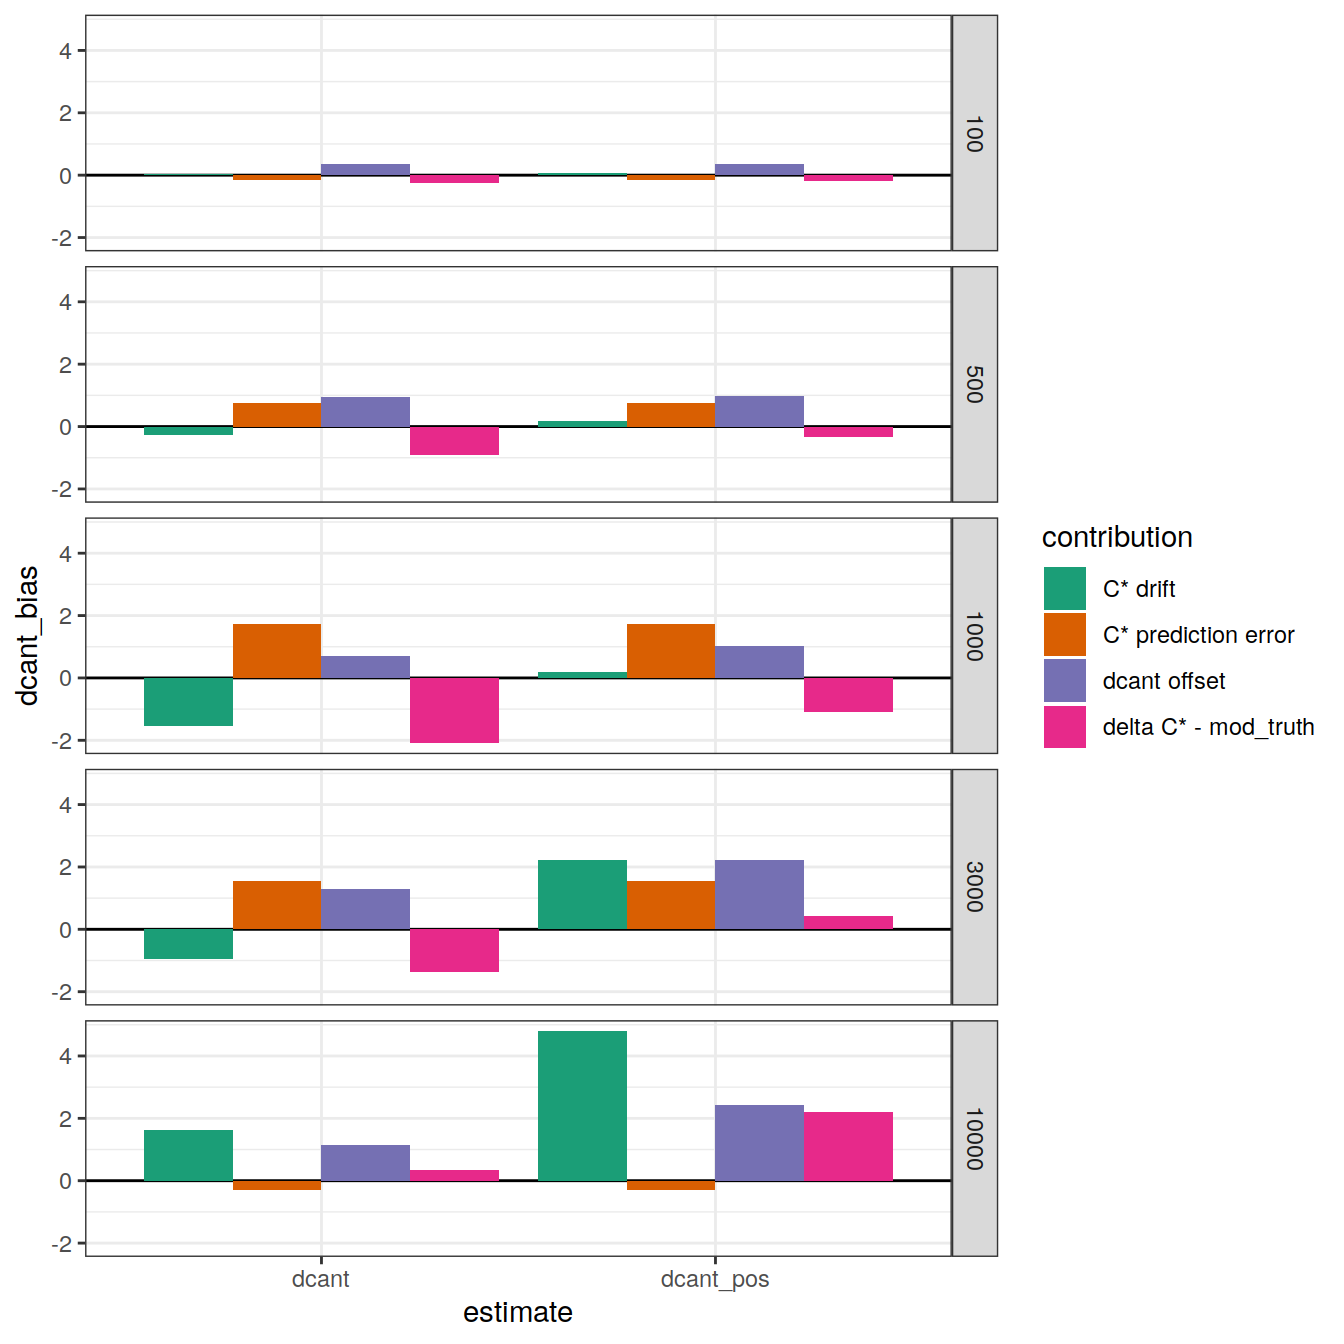 4
2
0
-2
100
4
2
0
-2
500
4
2
0
-2
1000
4
2
0
-2
3000
4
2
0
-2
10000
dcant
dcant_pos
estimate
dcant_bias
contribution
C* drift
C* prediction error
dcant offset
delta C* - mod_truth